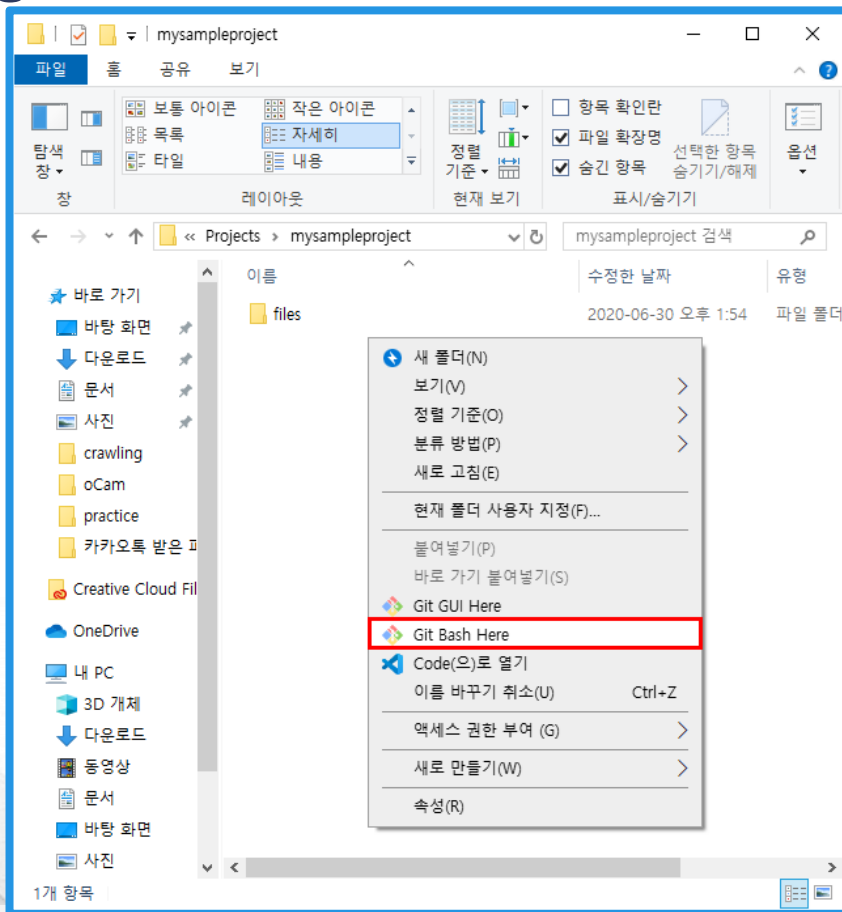 mysampleproject
파일 홈 공유 보기
보통 아이콘 작은 아이콘
목록 자세히
타일 내용
탐색
창
정렬
기준
항목 확인란
파일 확장명
숨긴 항목
선택한 항목
숨기기/해제
옵션
창 레이아웃 현재 보기 표시/숨기기
« Projects › mysampleproject
mysampleproject 검색
이름 수정한 날짜 유형
files 2020-06-30 오후 1:54 파일 폴더
바로 가기
바탕 화면
다운로드
문서
사진
crawling
oCam
practice
카카오톡 받은
Creative Cloud Fil
OneDrive
내 PC
3D 개체
다운로드
동영상
문서
바탕 화면
사진
새 폴더(N)
보기(V)
정렬 기준(O)
분류 방법(P)
새로 고침(E)
현재 폴더 사용자 지정(F)...
붙여넣기(P)
바로 가기 붙여넣기(S)
Git GUI Here
Git Bash Here
Code(으)로 열기
이름 바꾸기 취소(U) Ctrl+Z
액세스 권한 부여 (G)
새로 만들기(W)
속성(R)
1개 항목